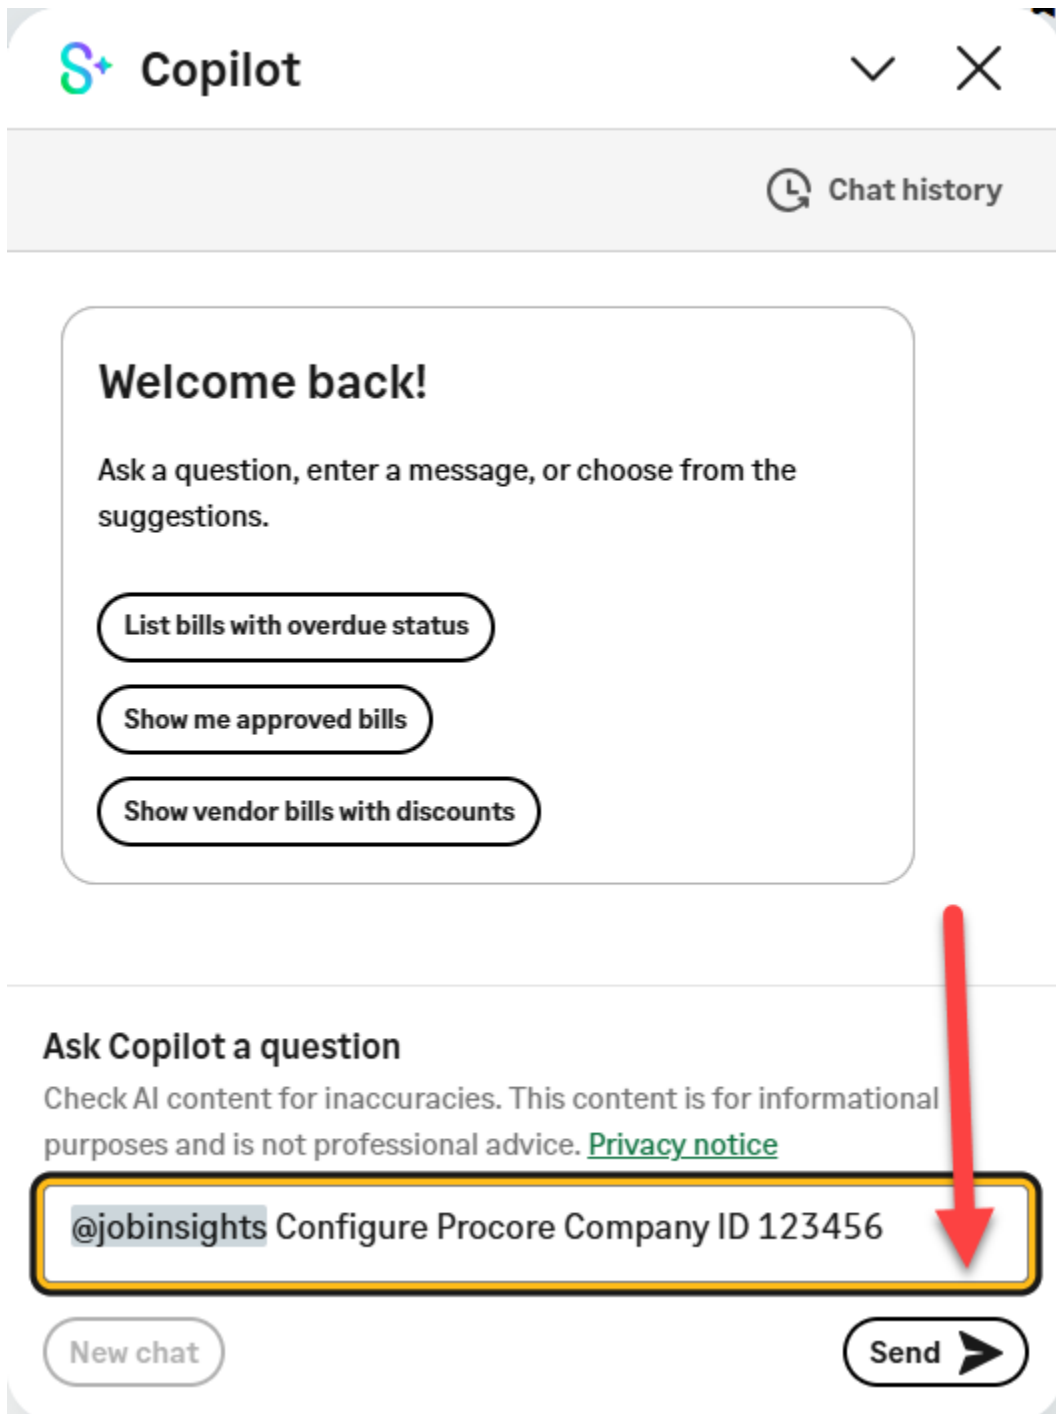 Copilot
Chat history
Welcome back!
Ask a question, enter a message, or choose from the
suggestions.
List bills with overdue status
Show me approved bills
Show vendor bills with discounts
Ask Copilot a question
Check AI content for inaccuracies. This content is for informational
purposes and is not professional advice. Privacy notice
@jobinsights Configure Procore Company ID 123456
New chat
Send